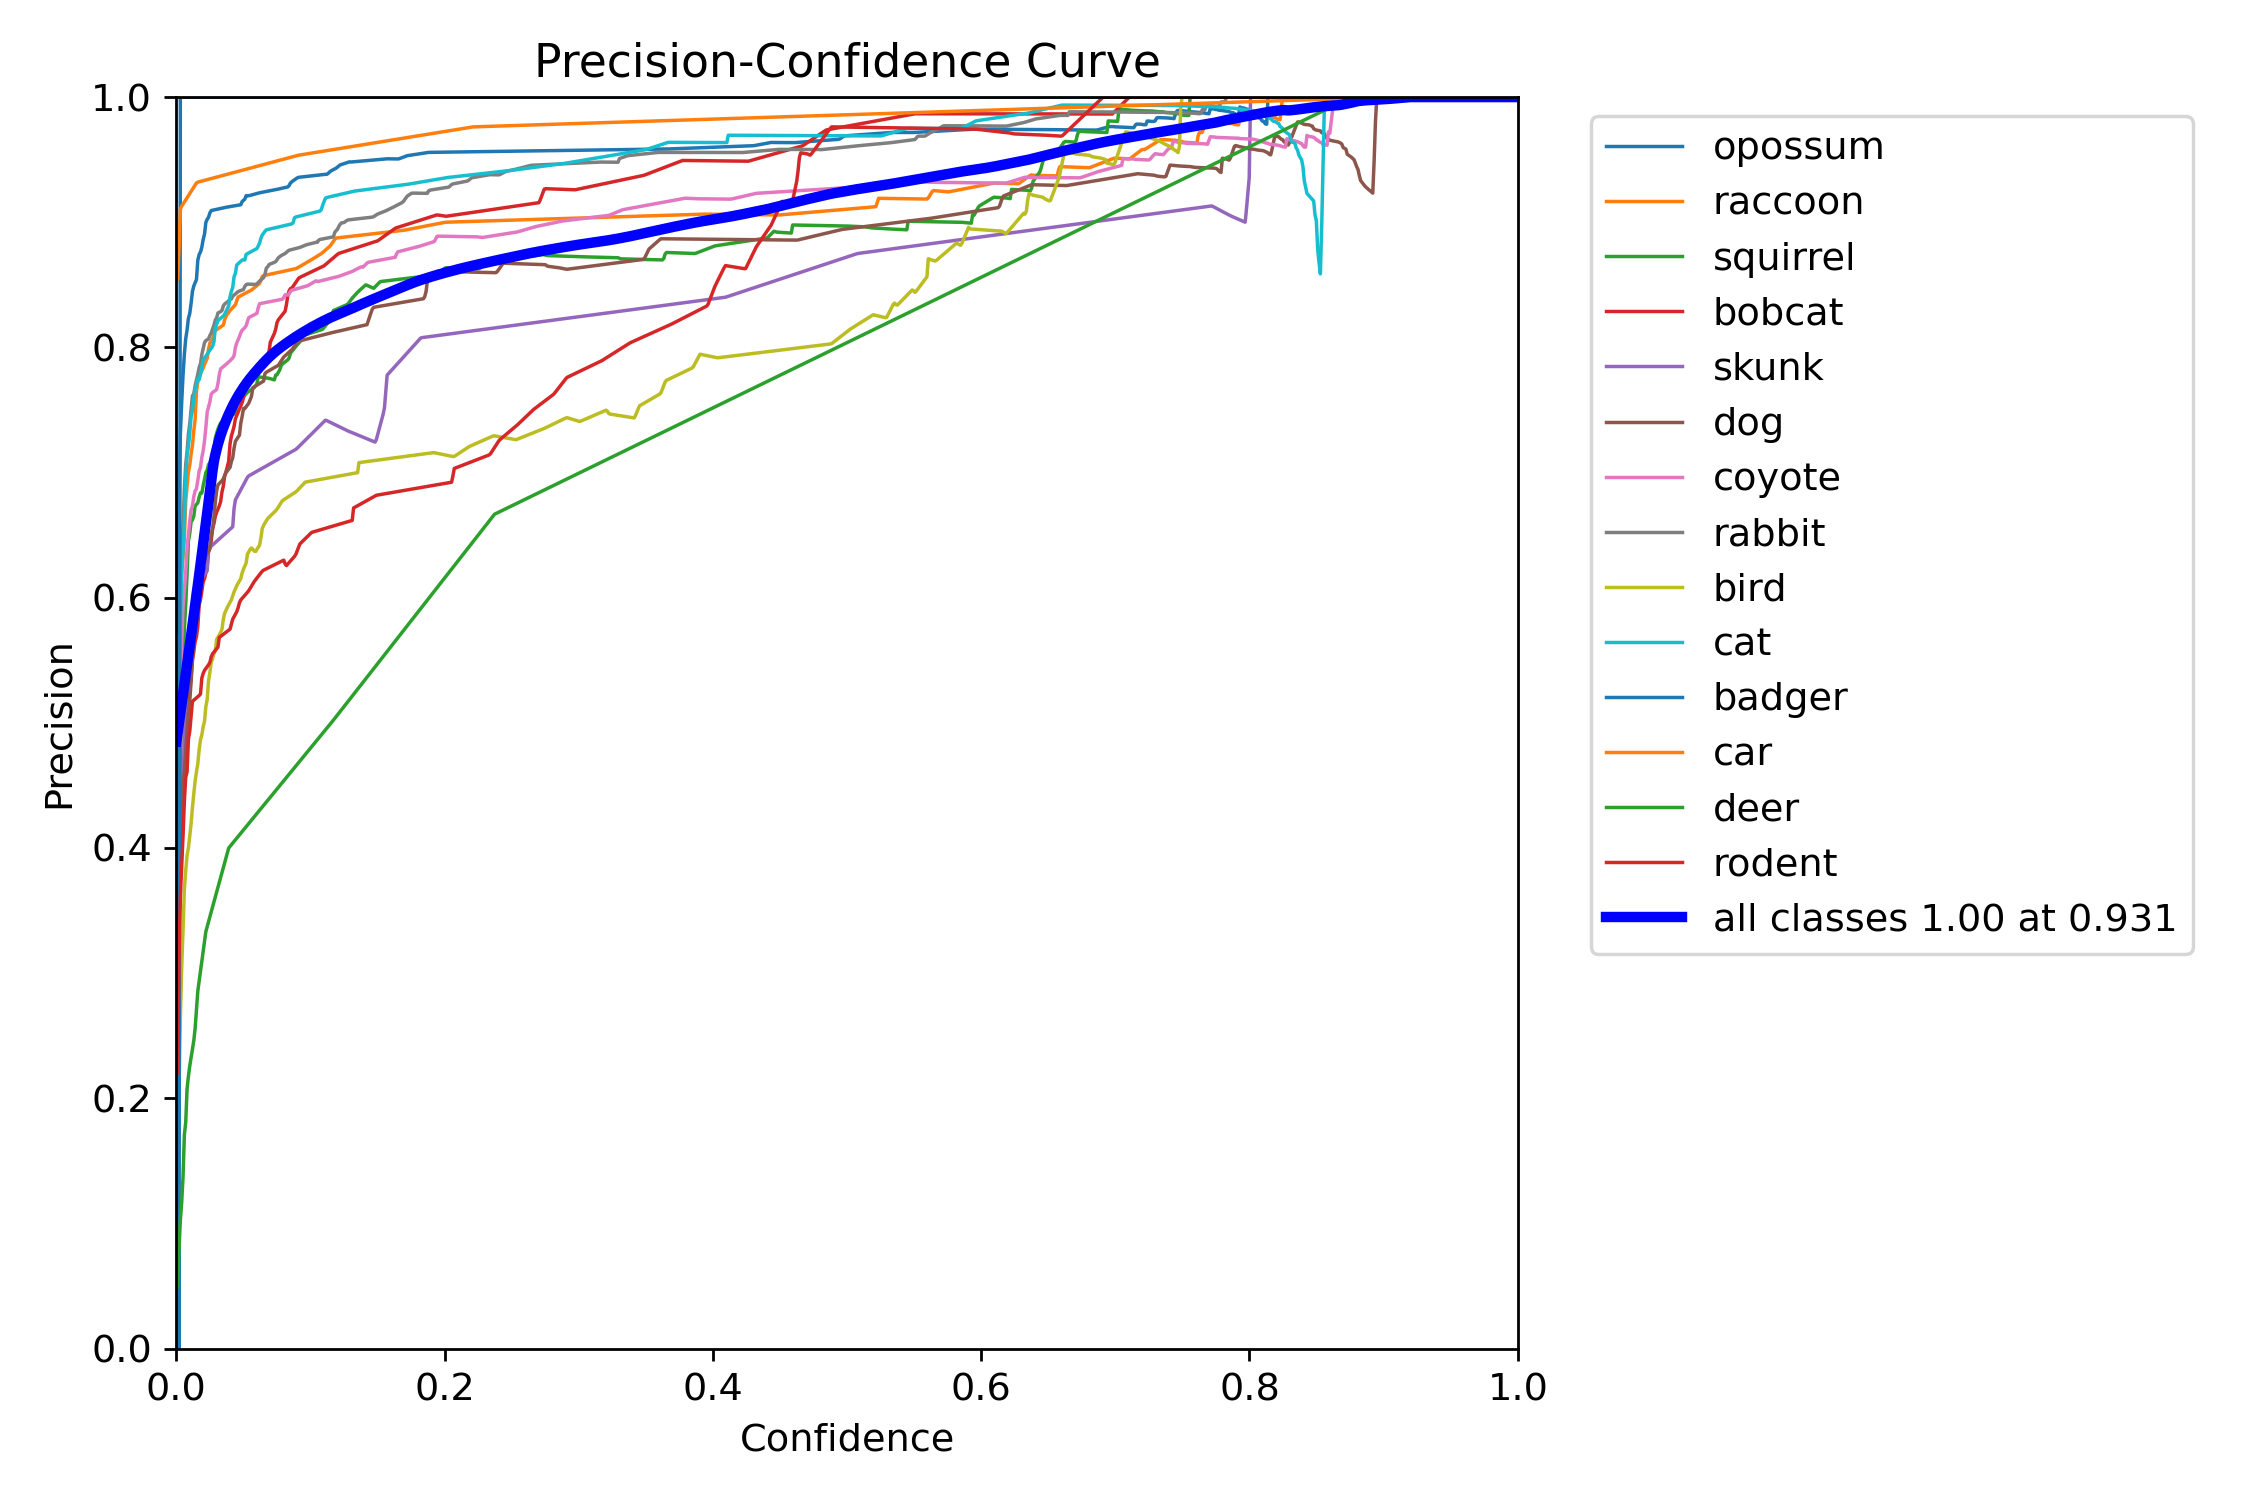 Precision-Confidence Curve
1.0
0.8
0.6
0.4
0.2
0.0
Precision
0.0 0.2 0.4 0.6 0.8 1.0
Confidence
opossum
raccoon
squirrel
bobcat
skunk
dog
coyote
rabbit
bird
cat
badger
car
deer
rodent
all classes 1.00 at 0.931